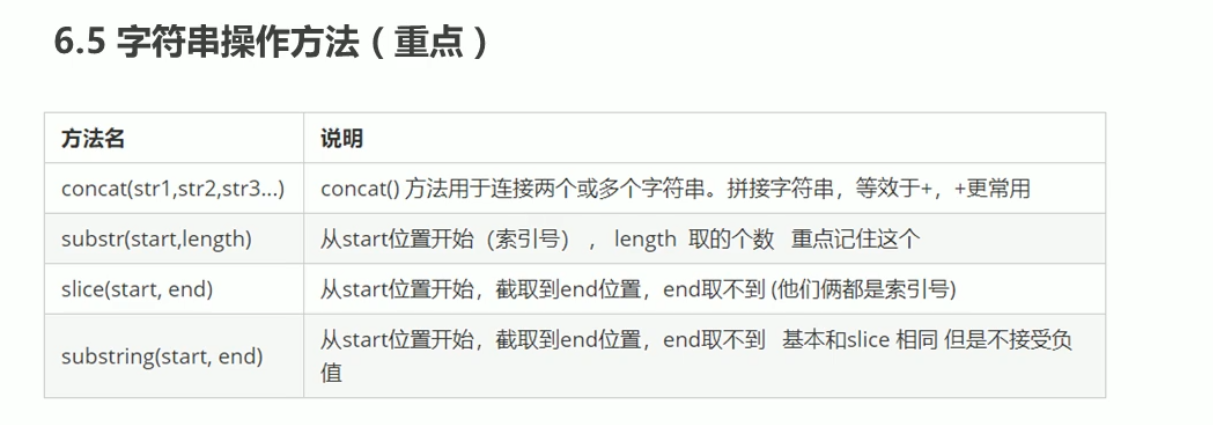 6.5 字符串操作方法（重点）
方法名 说明
concat(str1,str2,str3...) concat() 方法用于连接两个或多个字符串。拼接字符串，等效于+，+更常用
substr(start,length) 从start位置开始（索引号）， length 取的个数 重点记住这个
slice(start, end) 从start位置开始，截取到end位置，end取不到 (他们俩都是索引号)
substring(start, end) 从start位置开始，截取到end位置，end取不到 基本和slice 相同 但是不接受负
值